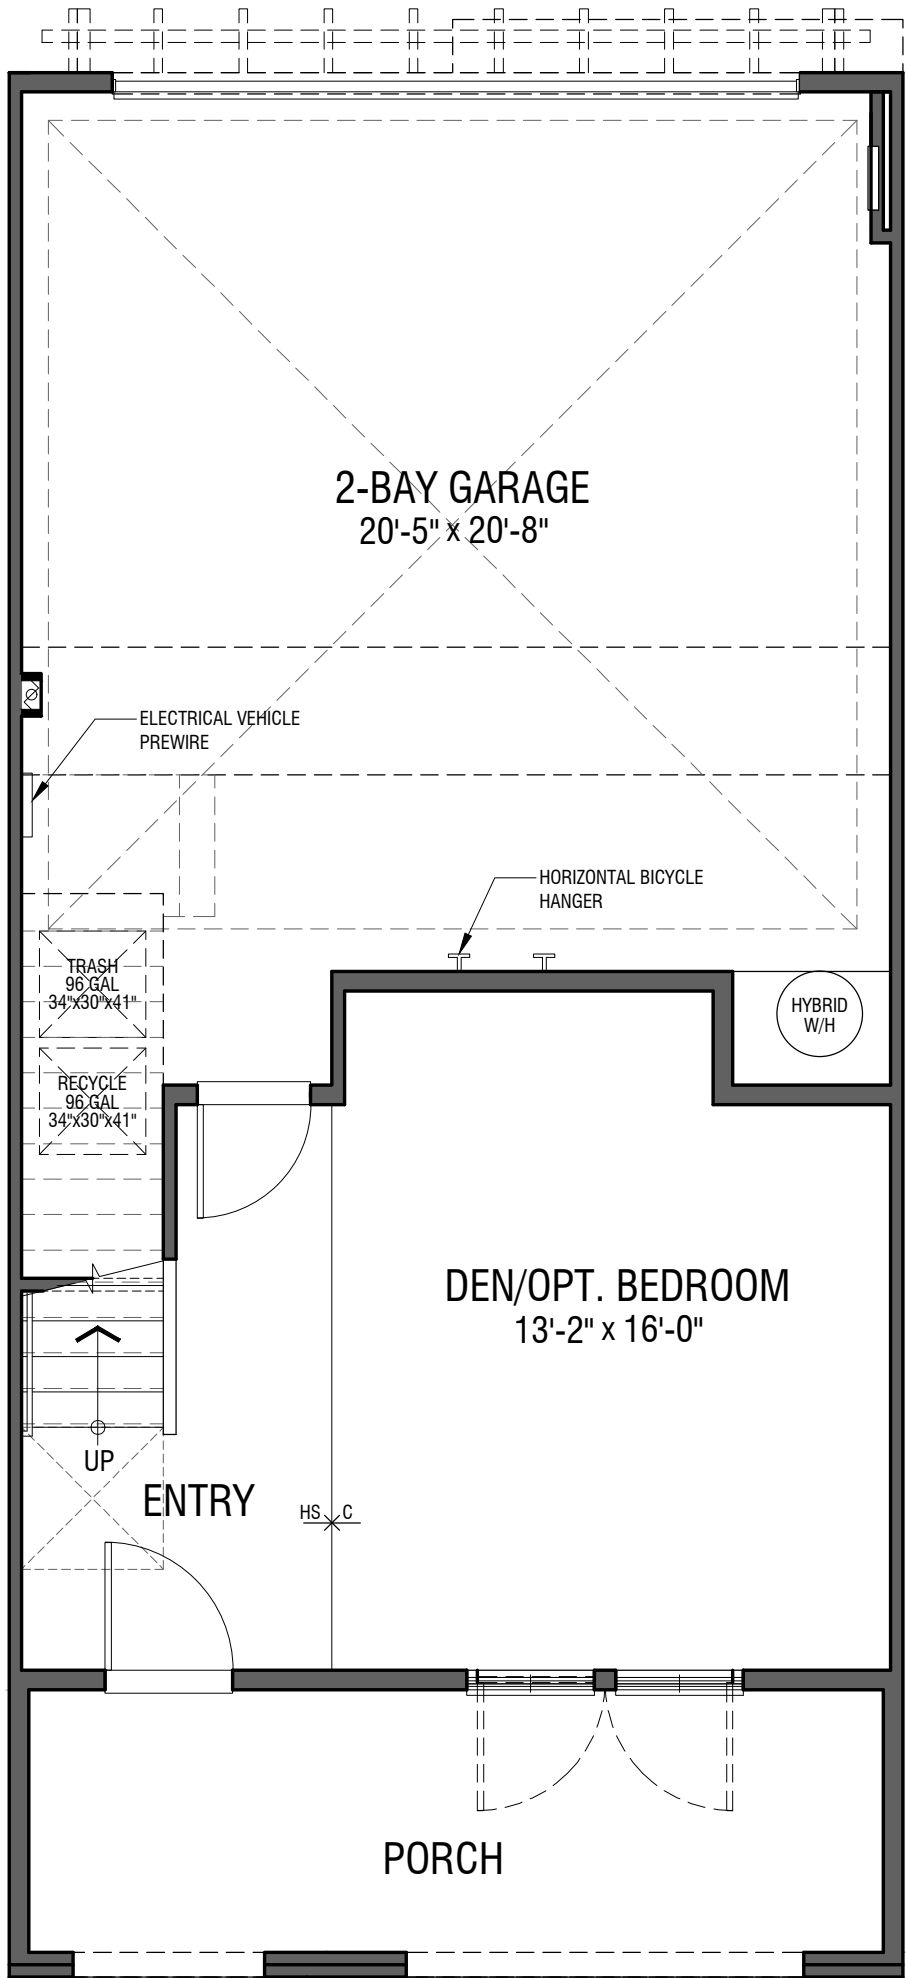 2-BAY GARAGE
20'-5" x 20'-8"
ELECTRICAL VEHICLE
PREWIRE
HORIZONTAL BICYCLE
HANGER
TRASH
96 GAL
34"x30"x41"
HYBRID
W/H
RECYCLE
96 GAL
34"x30"x41"
DEN/OPT. BEDROOM
13'-2" x 16'-0"
UP
ENTRY
HS C
PORCH